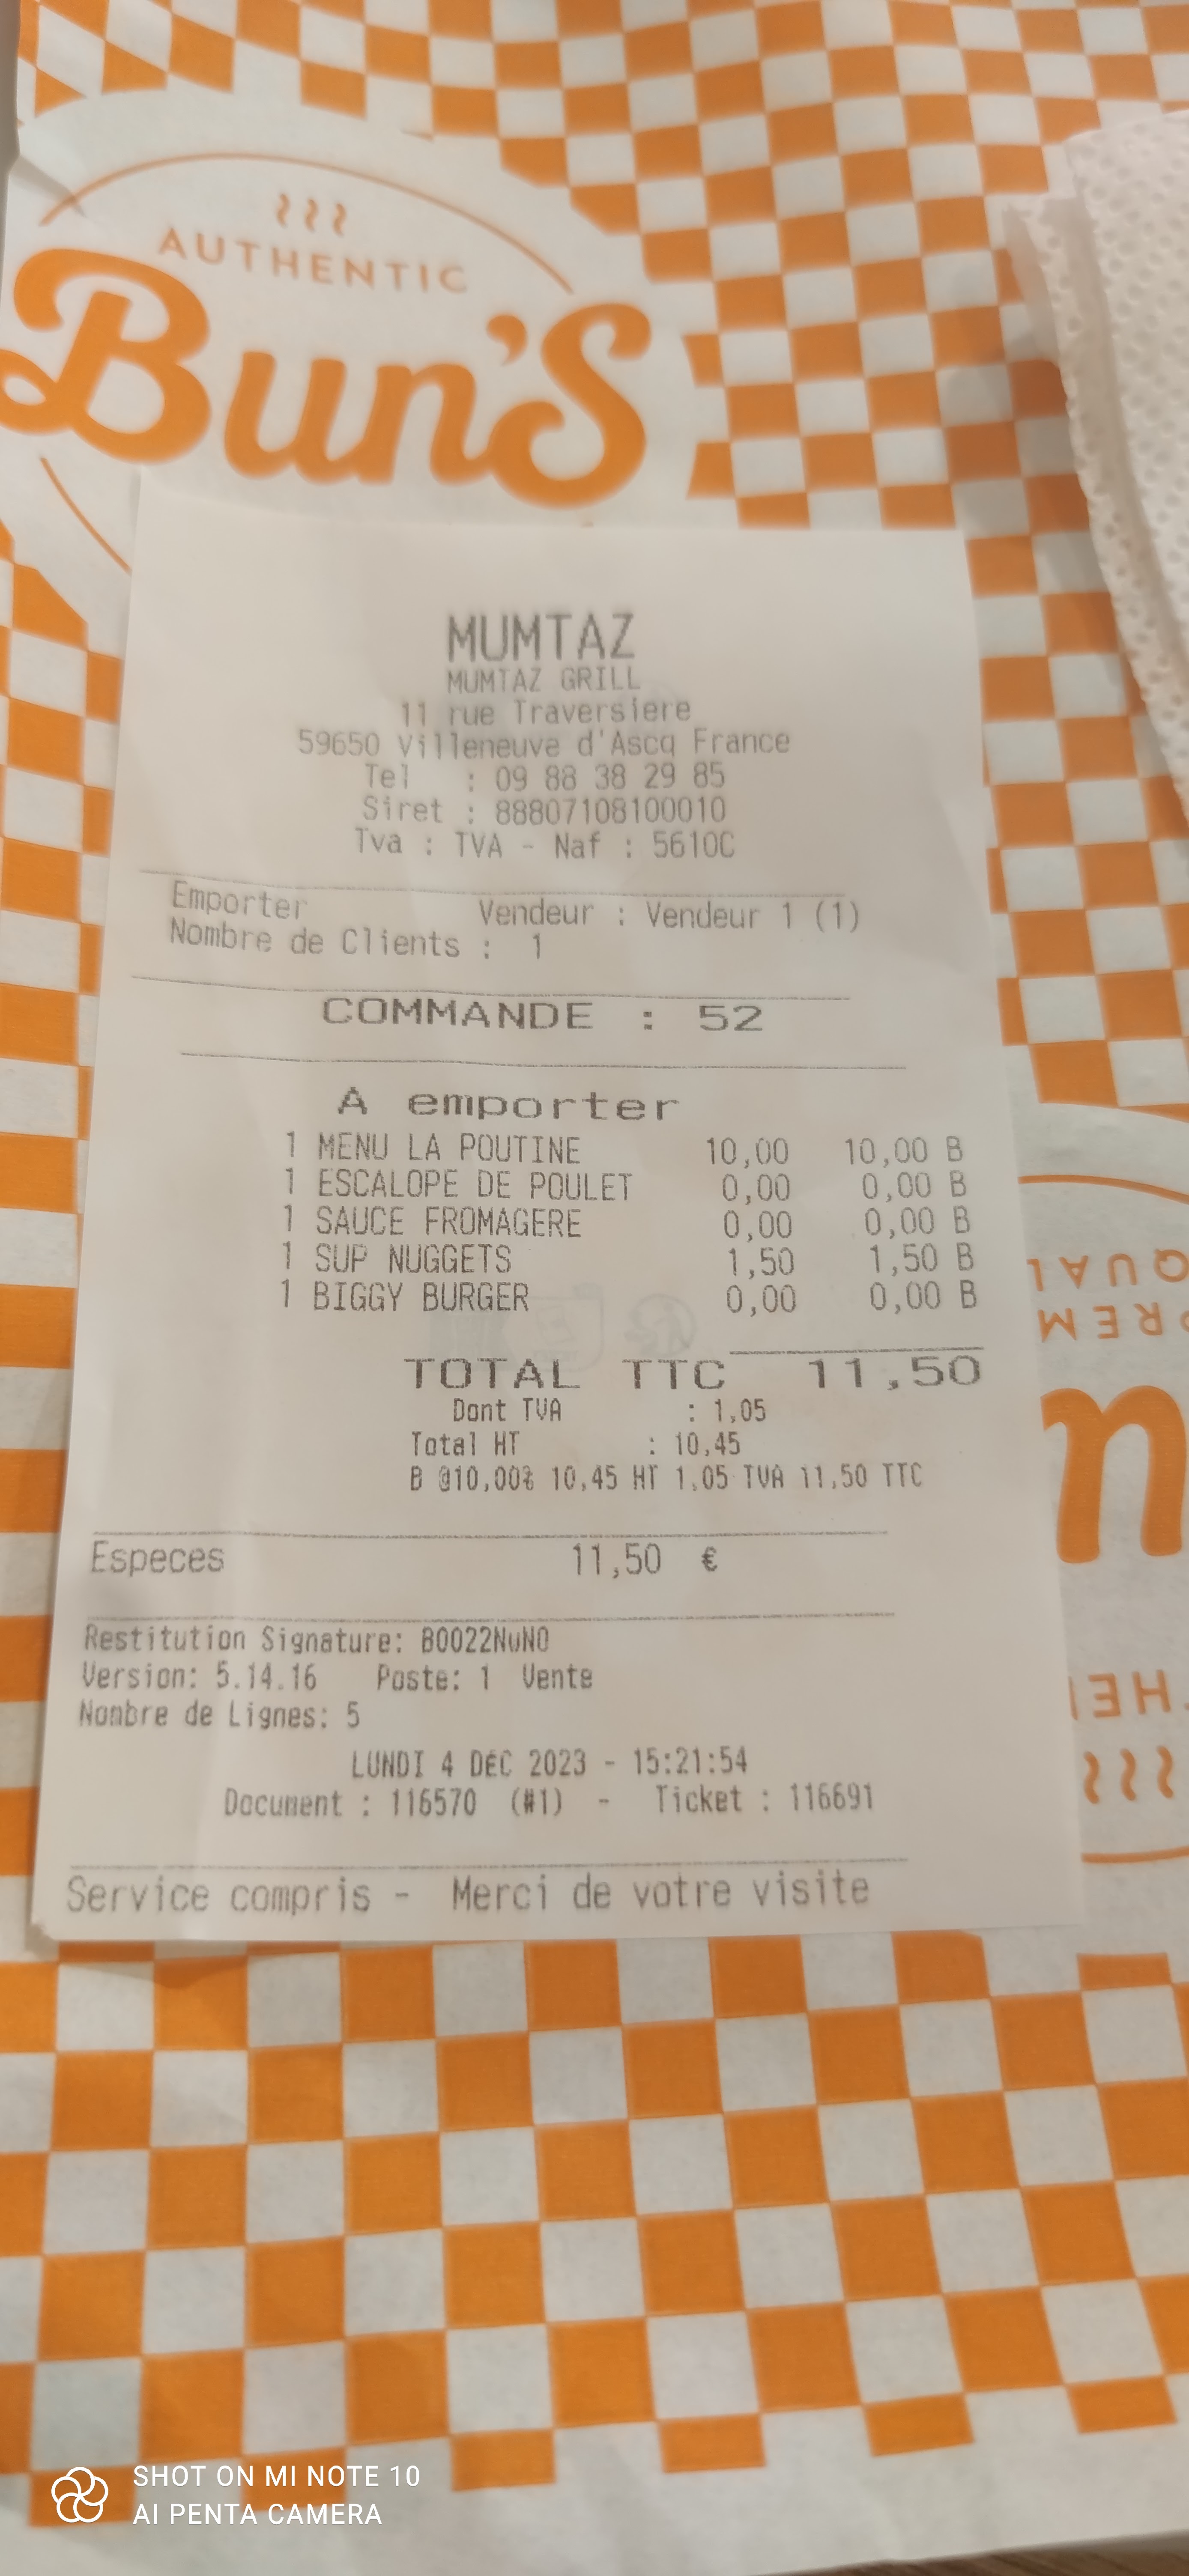 AUTHENTIC
Bun's
MUMTAZ
MUMTAZ GRILL
11 rue Traversiere
59650 Villeneuve d'Ascq France
Tel : 09 88 38 29 85
Siret : 88807108100010
Tva : TVA - Naf : 5610C
Emporter Vendeur : Vendeur 1 (1)
Nombre de Clients : 1
COMMANDE : 52
A emporter
1 MENU LA POUTINE 10,00 10,00 B
1 ESCALOPE DE POULET 0,00 0,00 B
1 SAUCE FROMAGERE 0,00 0,00 B
1 SUP NUGGETS 1,50 1,50 B
1 BIGGY BURGER 0,00 0,00 B
TOTAL TTC 11,50
Dont TVA : 1,05
Total HT : 10,45
B @10,00% 10,45 HT 1,05 TVA 11,50 TTC
Especes 11,50 €
Restitution Signature: B0022NwNO
Version: 5.14.16 Poste: 1 Vente
Nombre de Lignes: 5
LUNDI 4 DEC 2023 - 15:21:54
Document : 116570 (#1) - Ticket : 116691
Service compris - Merci de votre visite
QUAL
PREM
n
HE
SHOT ON MI NOTE 10
AI PENTA CAMERA